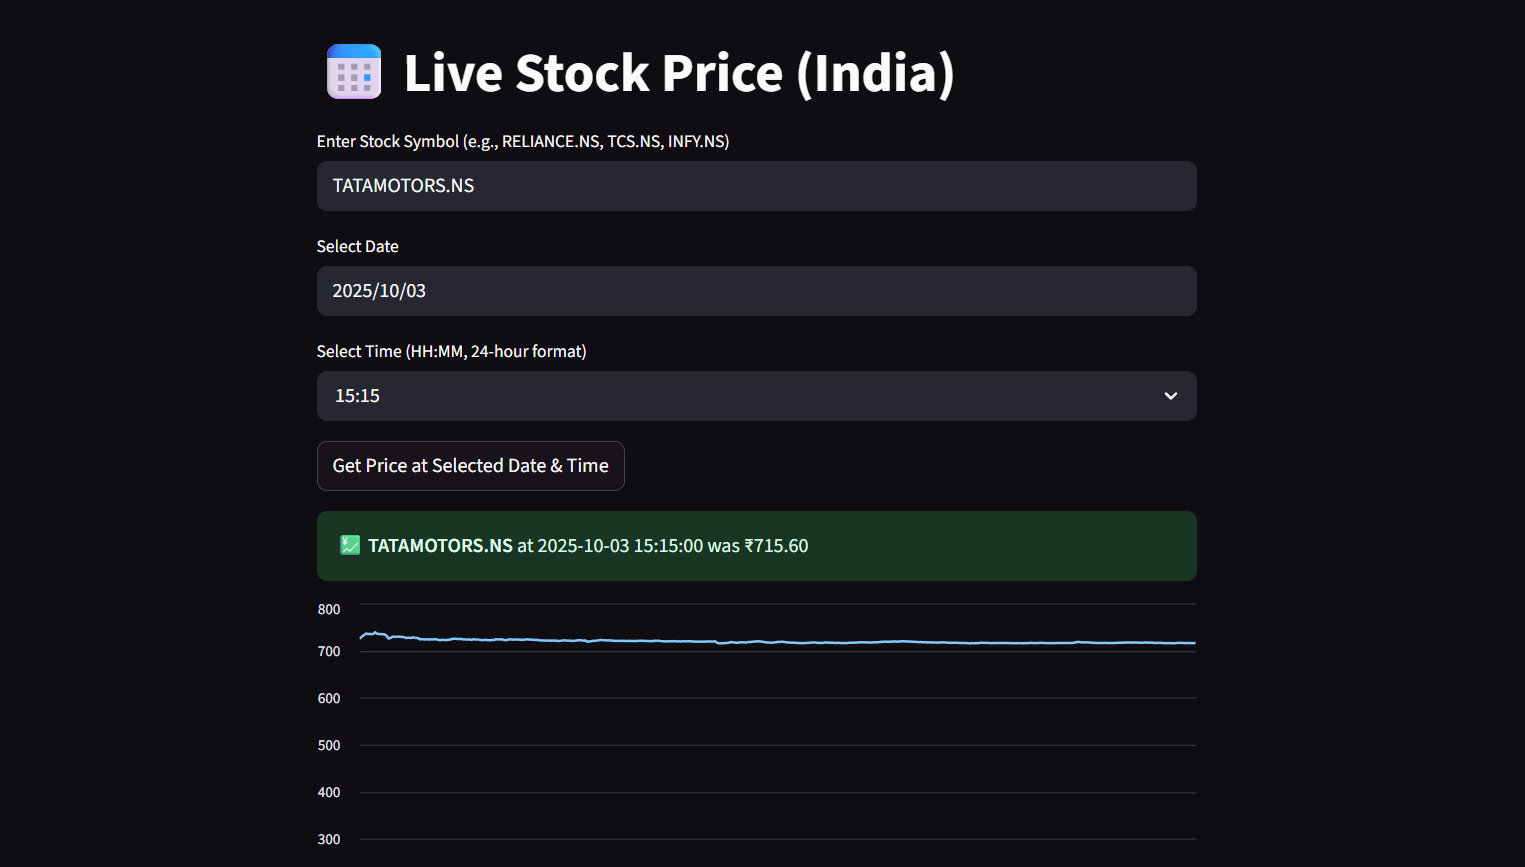 Live Stock Price (India)
Enter Stock Symbol (e.g., RELIANCE.NS, TCS.NS, INFY.NS)
TATAMOTORS.NS
Select Date
2025/10/03
Select Time (HH:MM, 24-hour format)
15:15
Get Price at Selected Date & Time
TATAMOTORS.NS at 2025-10-03 15:15:00 was ₹715.60
800
700
600
500
400
300